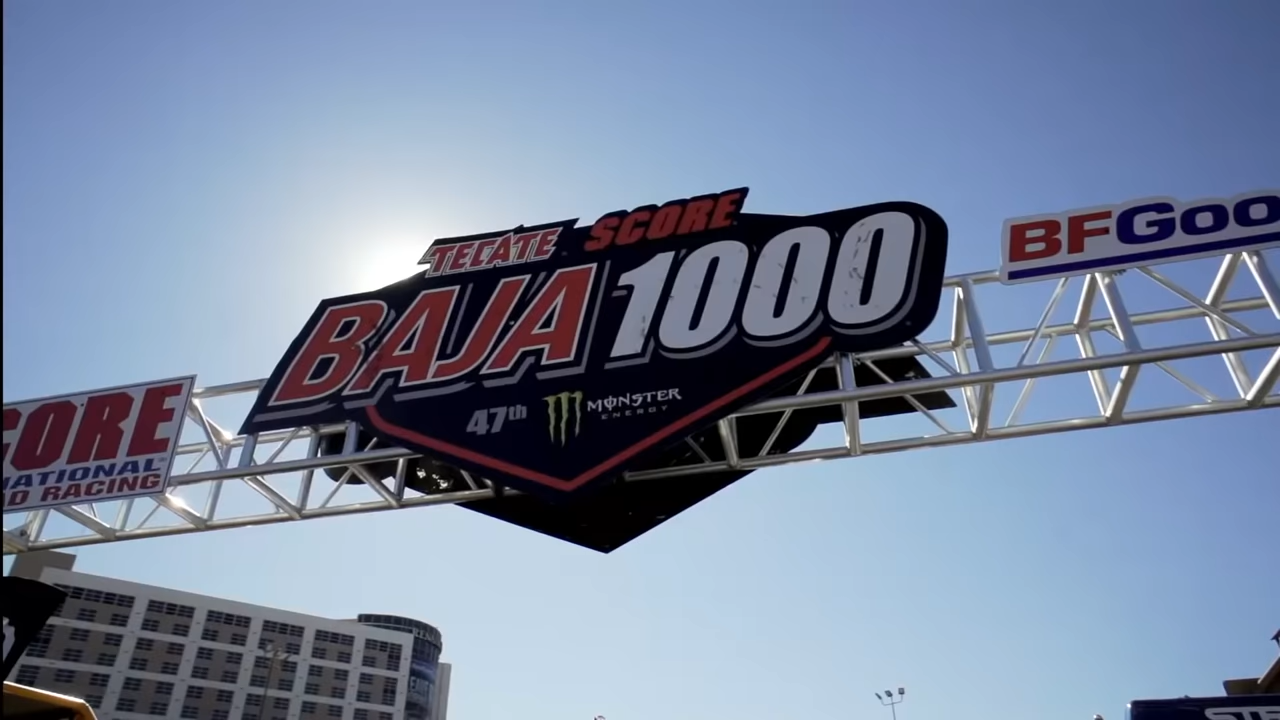 TECATE SCORE
BAJA 1000
47th MONSTER
ENERGY
BFGOO
CORE
NATIONAL
D RACING